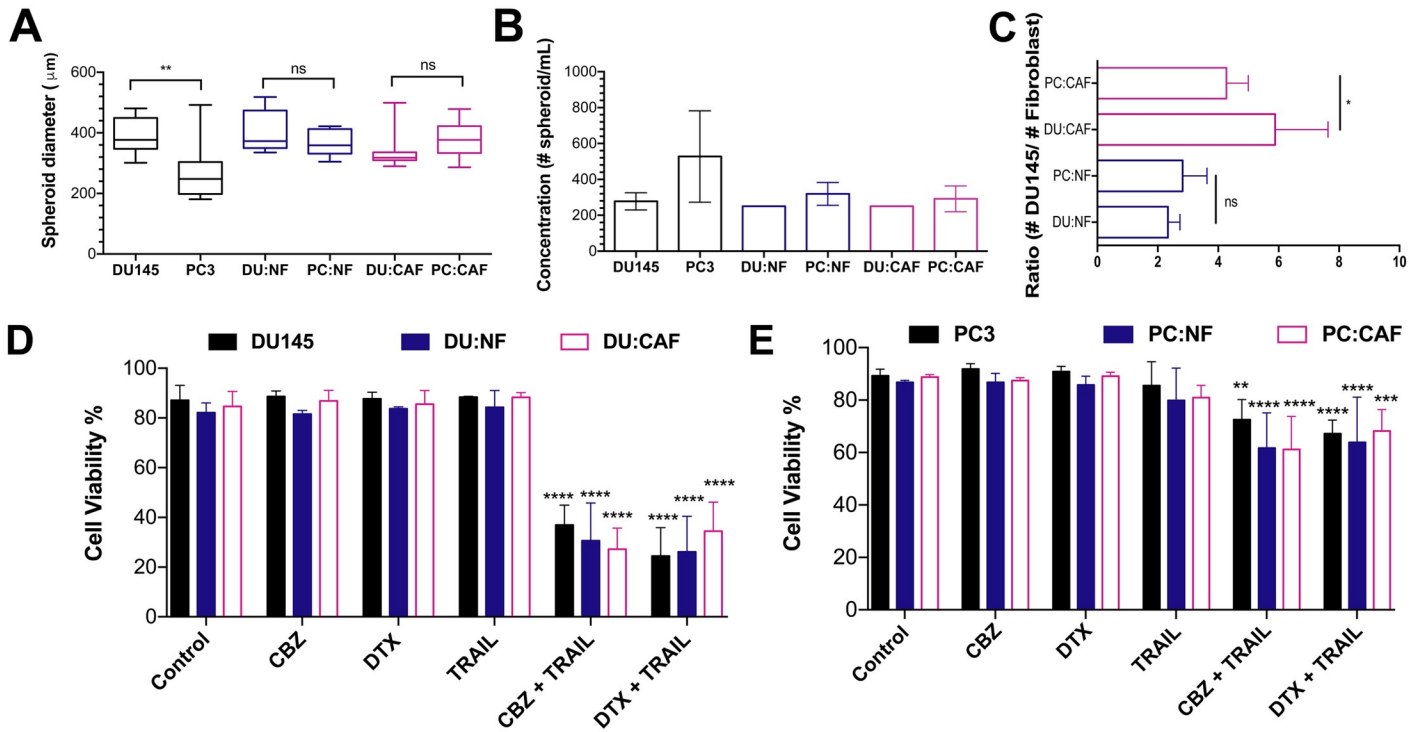 A
Spheroid diameter ( μm)
600
400
200
0
**
ns
ns
DU145 PC3 DU:NF PC:NF DU:CAF PC:CAF
B
Concentration (# spheroid/mL)
1000
800
600
400
200
0
DU145 PC3 DU:NF PC:NF DU:CAF PC:CAF
C
Ratio (# DU145/ # Fibroblast)
PC:CAF
DU:CAF
PC:NF
DU:NF
*
ns
0 2 4 6 8 10
D
DU145 DU:NF DU:CAF
Cell Viability %
100
80
60
40
20
0
**** **** ****
**** **** ****
Control CBZ DTX TRAIL CBZ + TRAIL DTX + TRAIL
E
PC3 PC:NF PC:CAF
Cell Viability %
100
80
60
40
20
0
** **** ****
**** **** ***
Control CBZ DTX TRAIL CBZ + TRAIL DTX + TRAIL